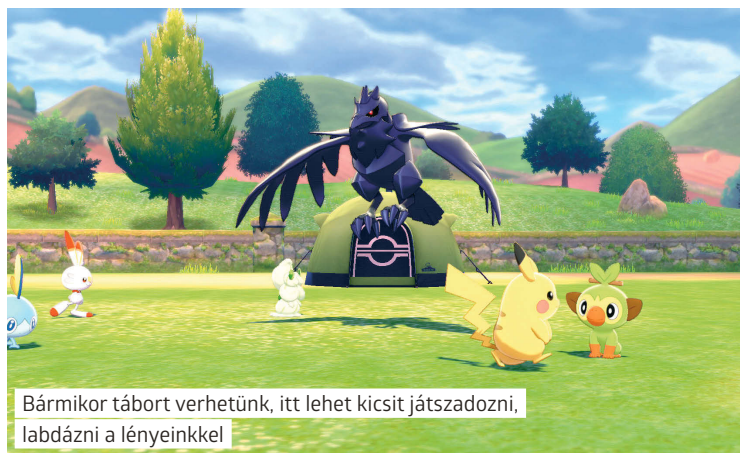 Bármikor tábort verhetünk, itt lehet kicsit játszadozni,
labdázni a lényeinkkel